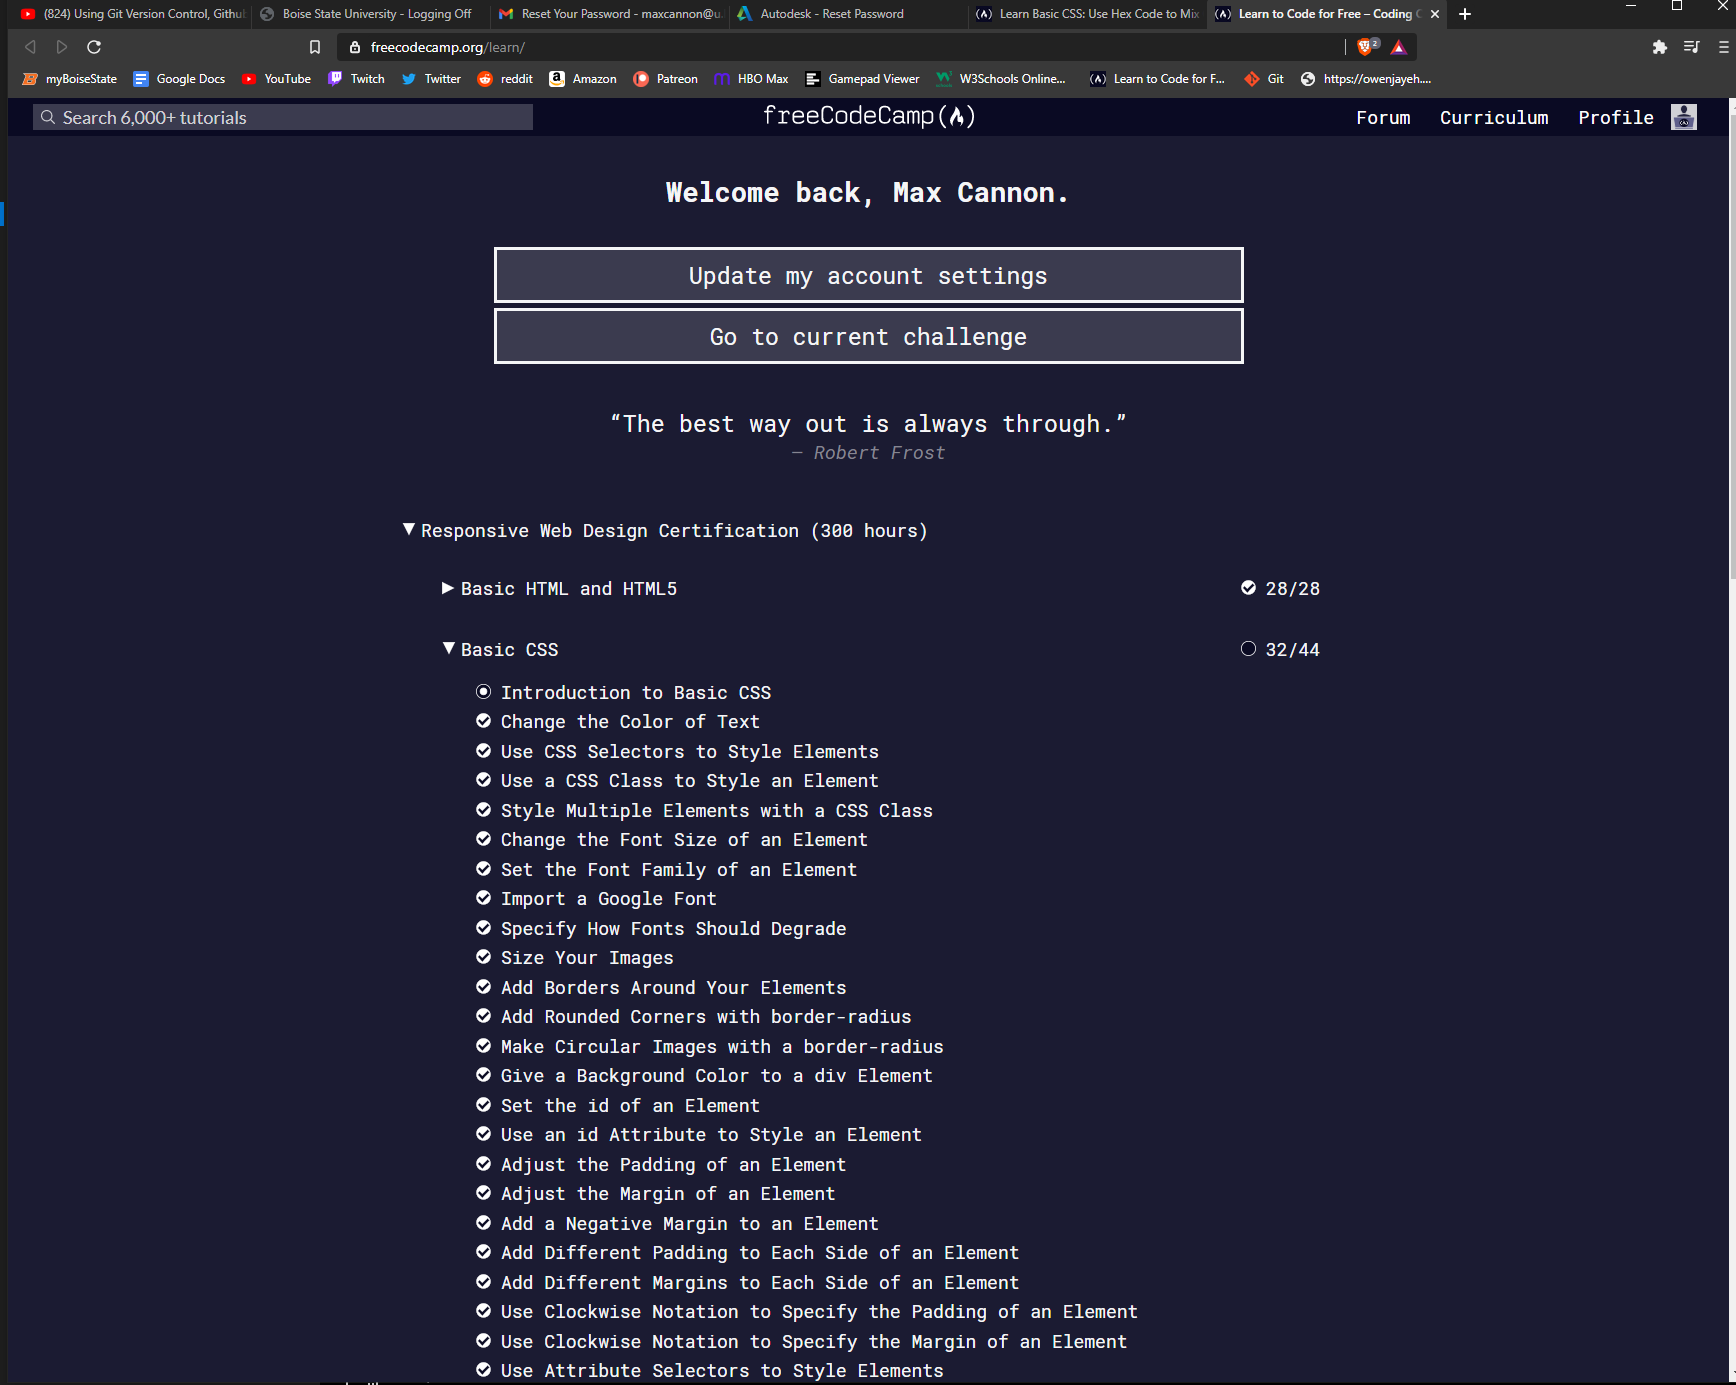 (824) Using Git Version Control, Githu
Boise State University - Logging Off
Reset Your Password - maxcannon@u.
Autodesk - Reset Password
Learn Basic CSS: Use Hex Code to Mix
Learn to Code for Free – Coding C
freecodecamp.org/learn/
2
myBoiseState
Google Docs
YouTube
Twitch
Twitter
reddit
Amazon
Patreon
HBO Max
Gamepad Viewer
W3Schools Online...
Learn to Code for F...
Git
https://owenjayeh....
Search 6,000+ tutorials
freeCodeCamp
Forum
Curriculum
Profile
Welcome back, Max Cannon.
Update my account settings
Go to current challenge
“The best way out is always through.”
— Robert Frost
Responsive Web Design Certification (300 hours)
Basic HTML and HTML5
28/28
Basic CSS
32/44
Introduction to Basic CSS
Change the Color of Text
Use CSS Selectors to Style Elements
Use a CSS Class to Style an Element
Style Multiple Elements with a CSS Class
Change the Font Size of an Element
Set the Font Family of an Element
Import a Google Font
Specify How Fonts Should Degrade
Size Your Images
Add Borders Around Your Elements
Add Rounded Corners with border-radius
Make Circular Images with a border-radius
Give a Background Color to a div Element
Set the id of an Element
Use an id Attribute to Style an Element
Adjust the Padding of an Element
Adjust the Margin of an Element
Add a Negative Margin to an Element
Add Different Padding to Each Side of an Element
Add Different Margins to Each Side of an Element
Use Clockwise Notation to Specify the Padding of an Element
Use Clockwise Notation to Specify the Margin of an Element
Use Attribute Selectors to Style Elements